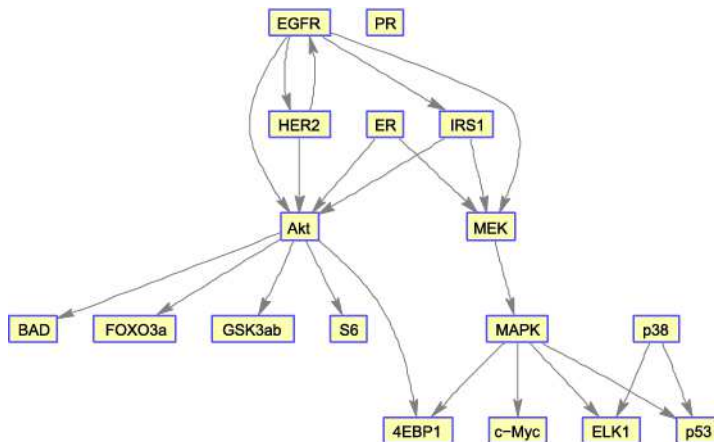 EGFR PR
HER2 ER IRS1
Akt MEK
BAD FOXO3a GSK3ab S6 MAPK p38
4EBP1 c-Myc ELK1 p53